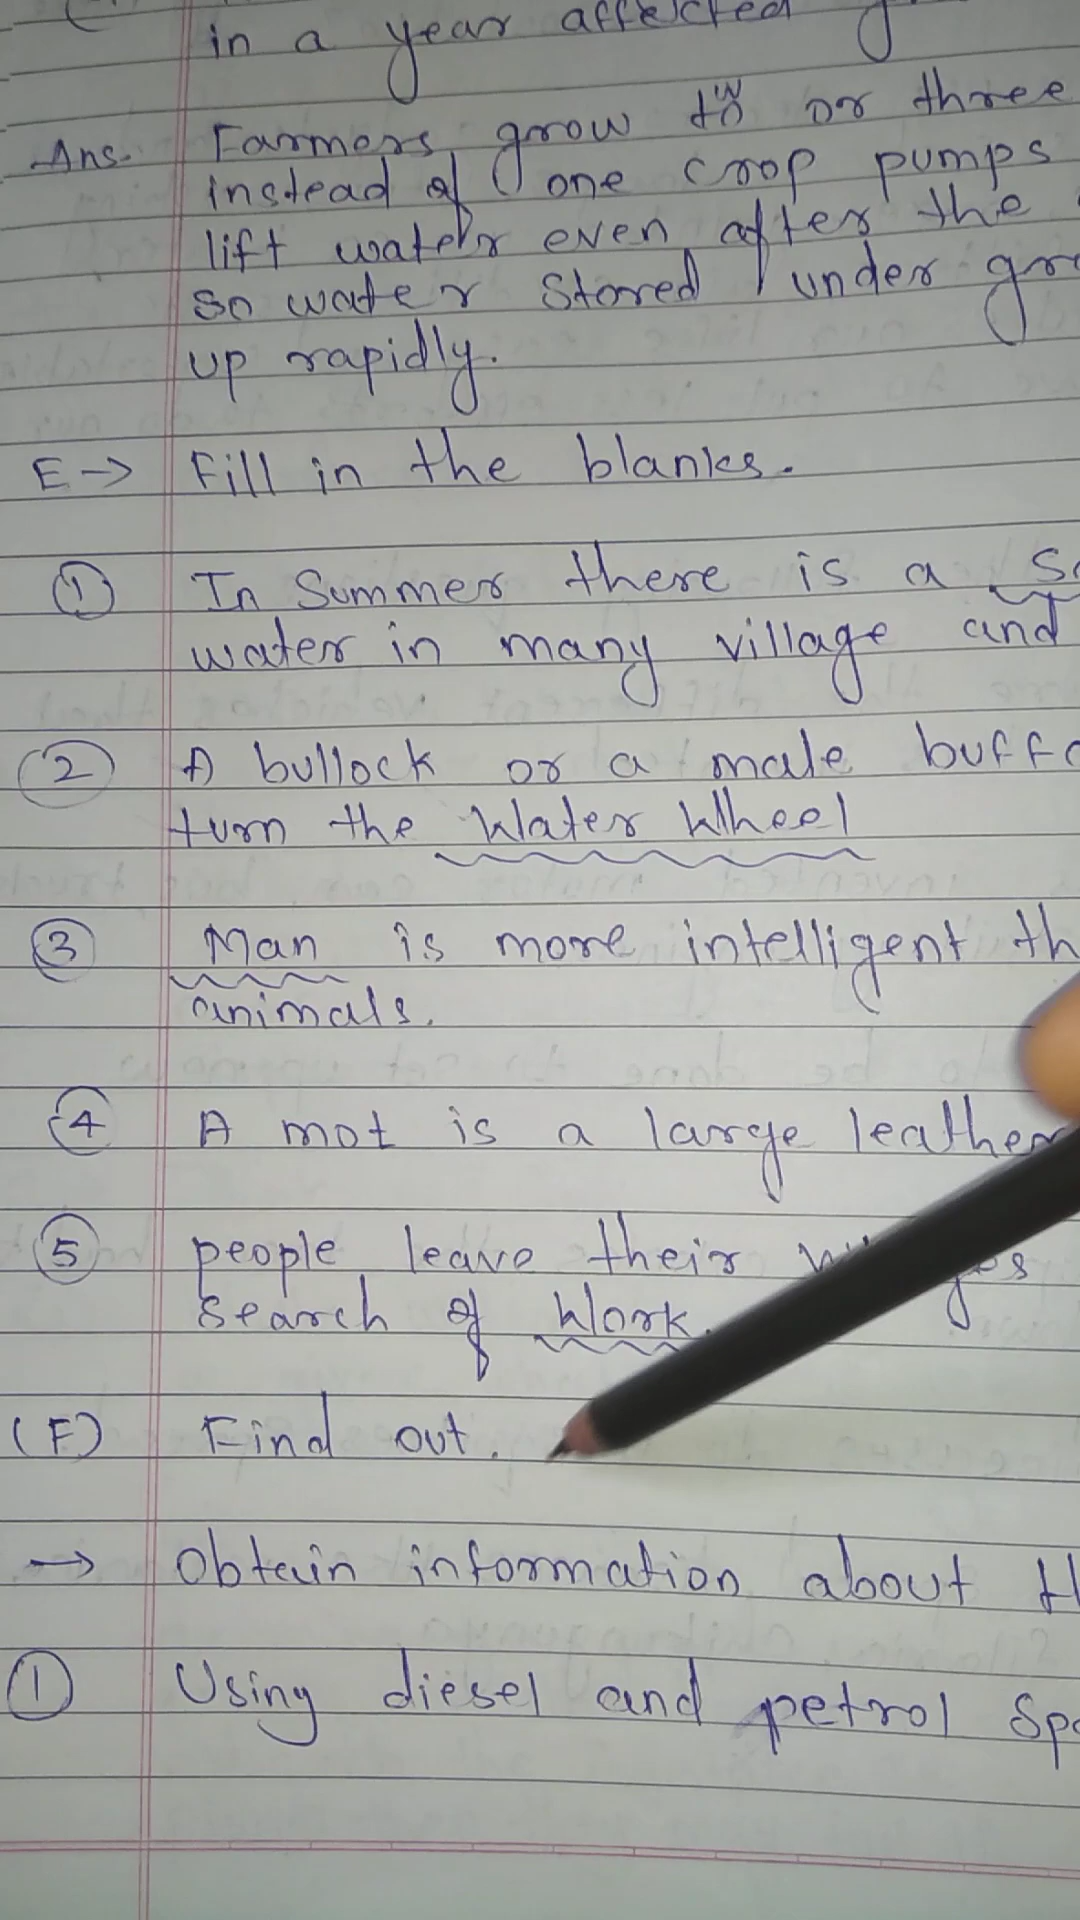 in a year affected
Ans. Farmers grow two or three
instead of one crop pumps
lift water even after the
so water stored under
up rapidly.
E → Fill in the blanks.
① In Summer there is a
water in many village and
② A bullock or a male
turn the Water Wheel
③ Man is more intelligent
animals.
④ A mot is a large leather
⑤ people leave their
search of Work.
(F) Find out.
→ Obtain information about
① Using diesel and petrol